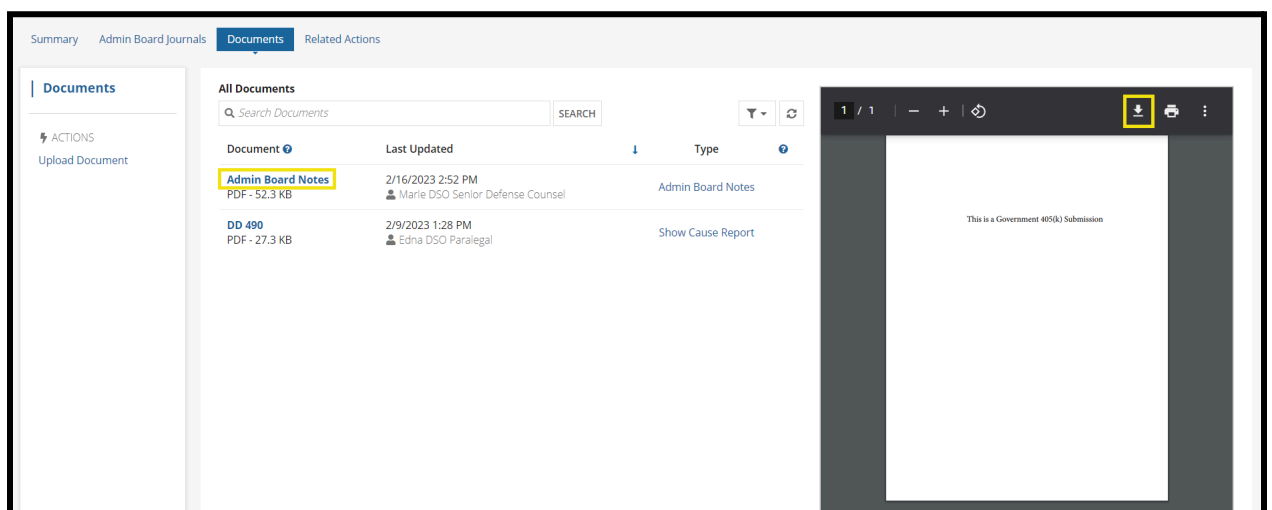 Summary Admin Board Journals Documents Related Actions
Documents
ACTIONS
Upload Document
All Documents
Search Documents SEARCH
Document Last Updated Type
Admin Board Notes 2/16/2023 2:52 PM Admin Board Notes
PDF - 52.3 KB Marie DSO Senior Defense Counsel
DD 490 2/9/2023 1:28 PM Show Cause Report
PDF - 27.3 KB Edna DSO Paralegal
1 / 1
This is a Government 405(k) Submission